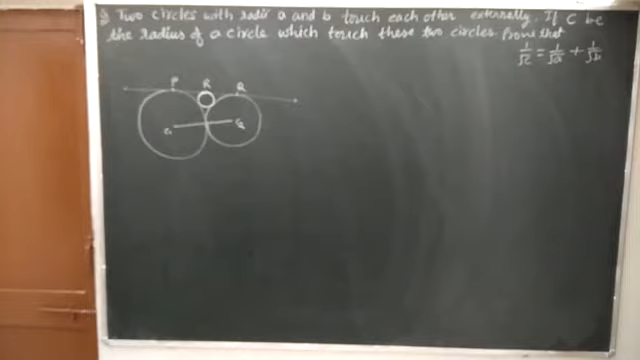 Q Two circles with radii a and b touch each other externally. If C be
the radius of a circle which touch these two circles. Prove that
1/√c = 1/√a + 1/√b
P R Q
C₁ C₂